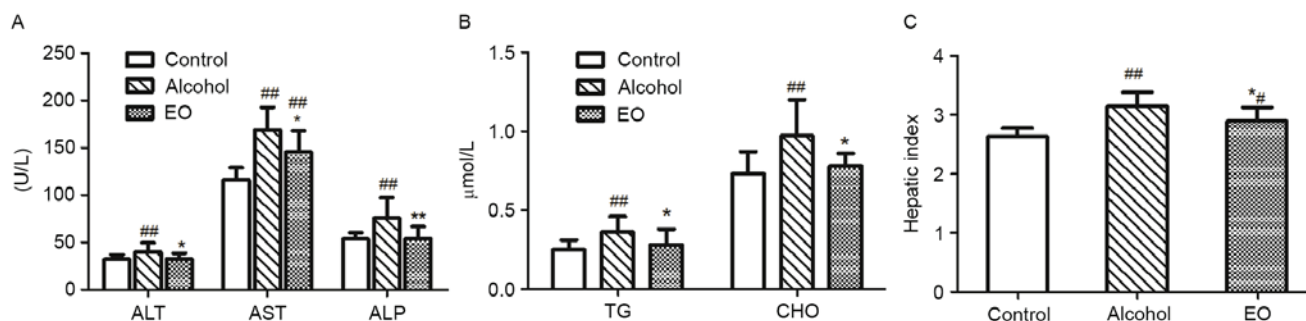 A
250
200
150
100
50
0
(U/L)
Control
Alcohol
EO
##
*
##
##
*
##
**
ALT
AST
ALP
B
1.5
1.0
0.5
0.0
μmol/L
Control
Alcohol
EO
##
*
##
*
TG
CHO
C
4
3
2
1
0
Hepatic index
##
*#
Control
Alcohol
EO